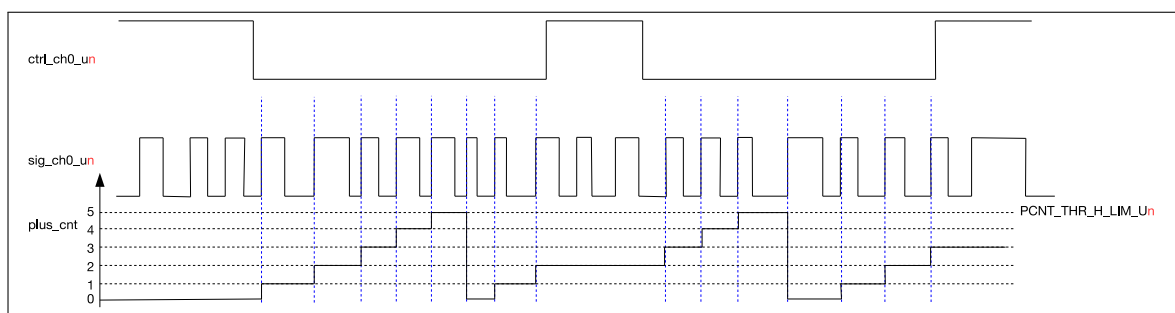 ctrl_ch0_un
sig_ch0_un
plus_cnt
5
4
3
2
1
0
PCNT_THR_H_LIM_Un